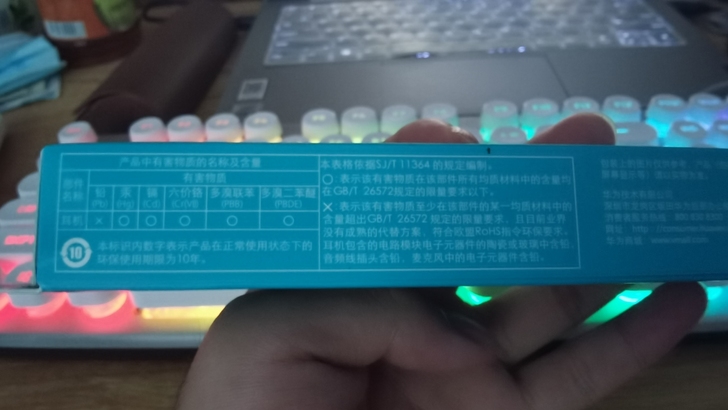 产品中有害物质的名称及含量
部件名称 有害物质
铅 汞 镉 六价铬 多溴联苯 多溴二苯醚
(Pb) (Hg) (Cd) (CrVI) (PBB) (PBDE)
耳机 × ○ ○ ○ ○ ○
10 本标识内数字表示产品在正常使用状态下的
环保使用期限为10年。
本表格依据SJ/T 11364 的规定编制。
○ 表示该有害物质在该部件所有均质材料中的含量均
在GB/T 26572规定的限量要求以下。
× 表示该有害物质至少在该部件的某一均质材料中的
含量超出GB/T 26572 规定的限量要求，且目前业界
没有成熟的代替方案，符合欧盟RoHS指令环保要求。
耳机包含的电路模块电子元器件的陶瓷或玻璃中含铅，
音频线插头含铅，麦克风中的电子元器件含铅。
华为技术有限公司